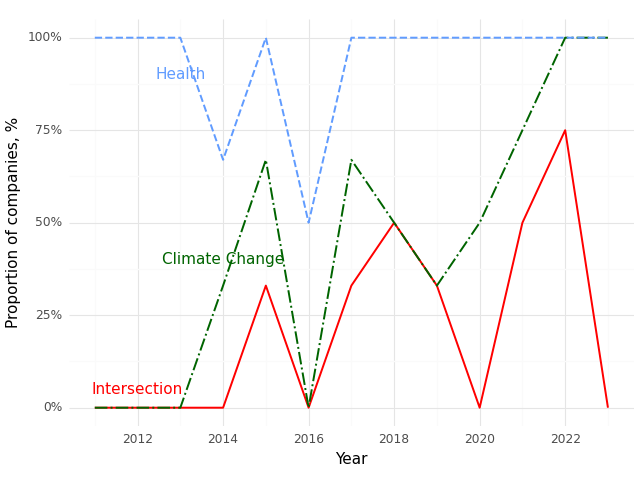 100%
Health
75%
Proportion of companies, %
50%
Climate Change
25%
Intersection
0%
2012 2014 2016 2018 2020 2022
Year